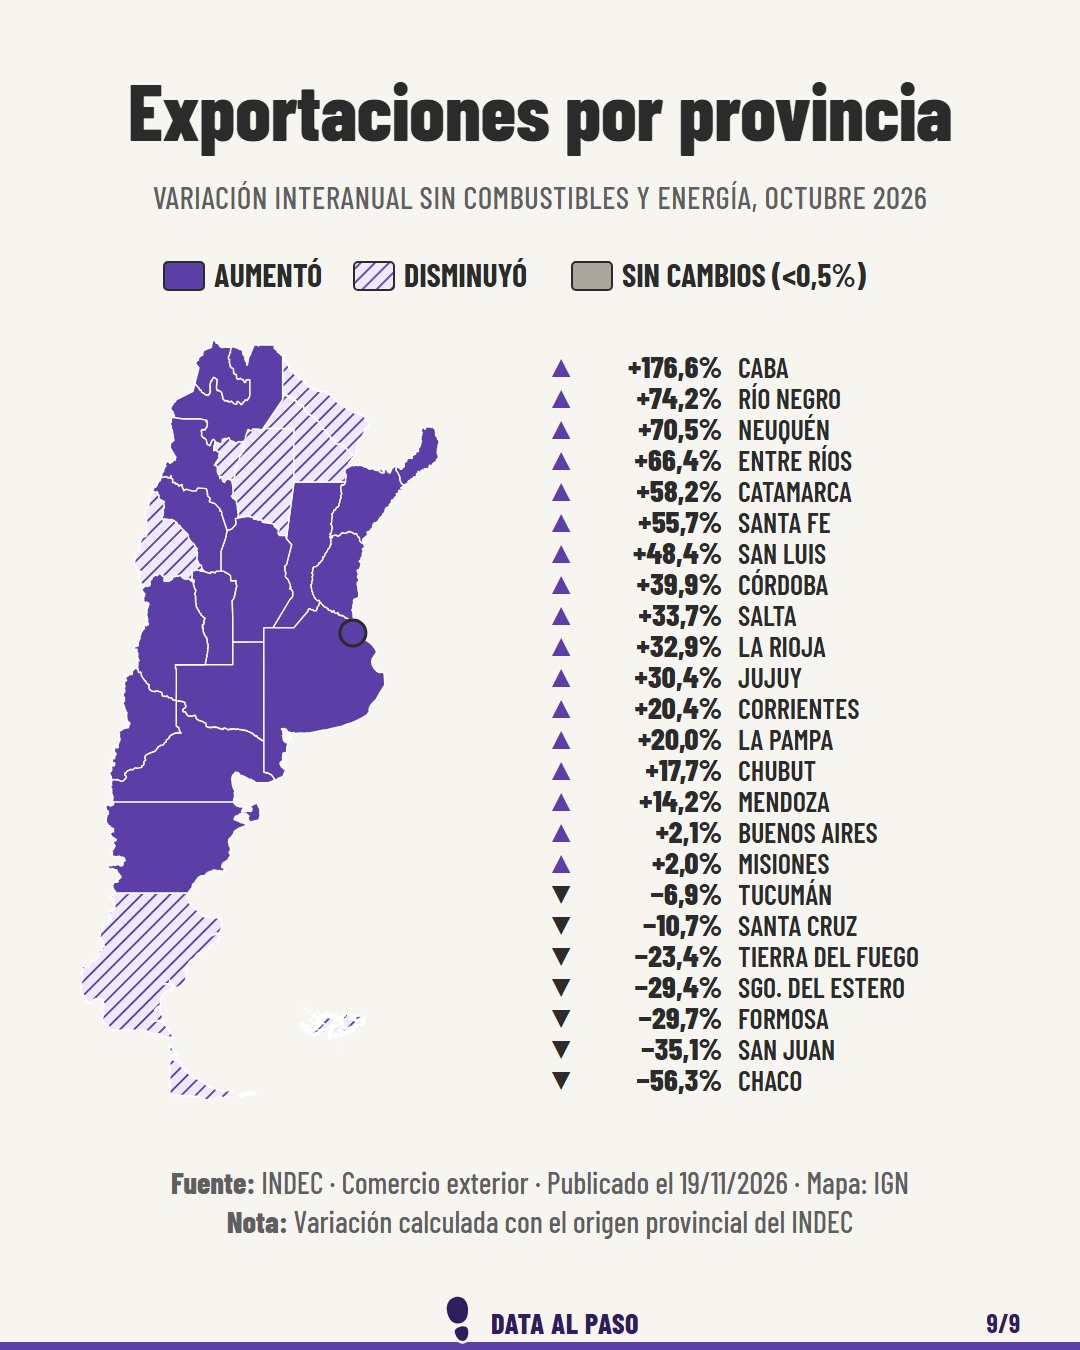 Exportaciones por provincia
VARIACIÓN INTERANUAL SIN COMBUSTIBLES Y ENERGÍA, OCTUBRE 2026
AUMENTÓ DISMINUYÓ SIN CAMBIOS (<0,5%)
▲ +176,6% CABA
▲ +74,2% RÍO NEGRO
▲ +70,5% NEUQUÉN
▲ +66,4% ENTRE RÍOS
▲ +58,2% CATAMARCA
▲ +55,7% SANTA FE
▲ +48,4% SAN LUIS
▲ +39,9% CÓRDOBA
▲ +33,7% SALTA
▲ +32,9% LA RIOJA
▲ +30,4% JUJUY
▲ +20,4% CORRIENTES
▲ +20,0% LA PAMPA
▲ +17,7% CHUBUT
▲ +14,2% MENDOZA
▲ +2,1% BUENOS AIRES
▲ +2,0% MISIONES
▼ −6,9% TUCUMÁN
▼ −10,7% SANTA CRUZ
▼ −23,4% TIERRA DEL FUEGO
▼ −29,4% SGO. DEL ESTERO
▼ −29,7% FORMOSA
▼ −35,1% SAN JUAN
▼ −56,3% CHACO
Fuente: INDEC · Comercio exterior · Publicado el 19/11/2026 · Mapa: IGN
Nota: Variación calculada con el origen provincial del INDEC
DATA AL PASO
9/9